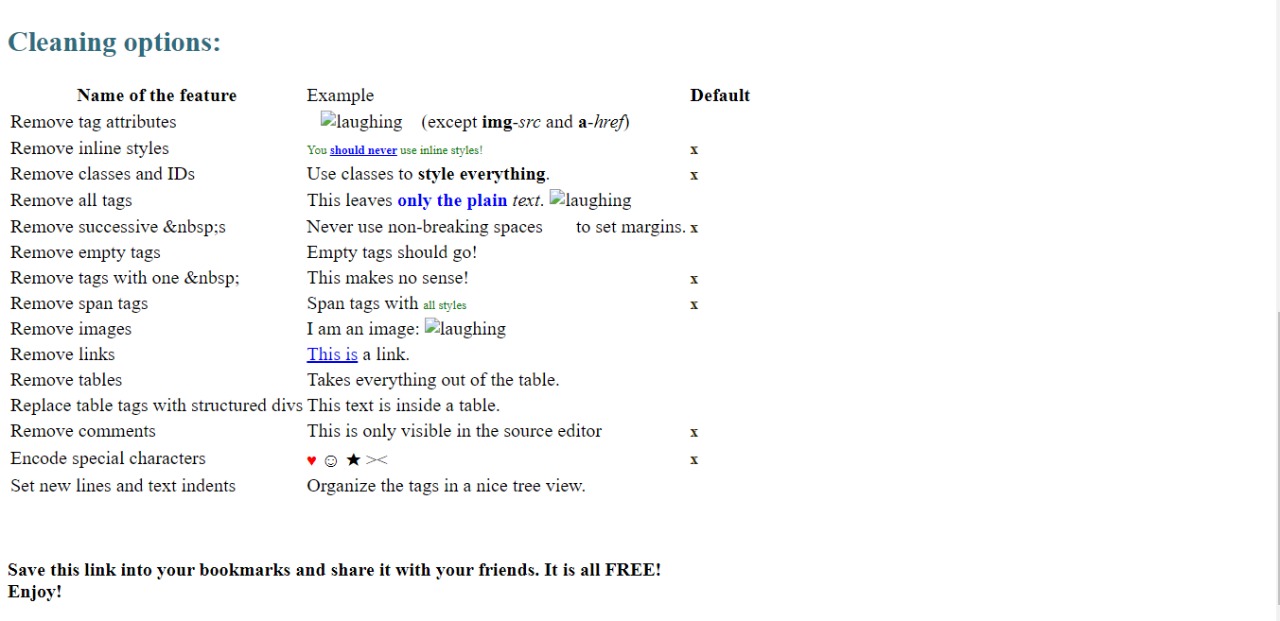 Cleaning options:
Name of the feature Example Default
Remove tag attributes laughing (except img-src and a-href)
Remove inline styles You should never use inline styles! x
Remove classes and IDs Use classes to style everything. x
Remove all tags This leaves only the plain text. laughing
Remove successive &nbsp;s Never use non-breaking spaces to set margins. x
Remove empty tags Empty tags should go!
Remove tags with one &nbsp; This makes no sense! x
Remove span tags Span tags with all styles x
Remove images I am an image: laughing
Remove links This is a link.
Remove tables Takes everything out of the table.
Replace table tags with structured divs This text is inside a table.
Remove comments This is only visible in the source editor x
Encode special characters ♥ ☺ ★ >< x
Set new lines and text indents Organize the tags in a nice tree view.
Save this link into your bookmarks and share it with your friends. It is all FREE!
Enjoy!